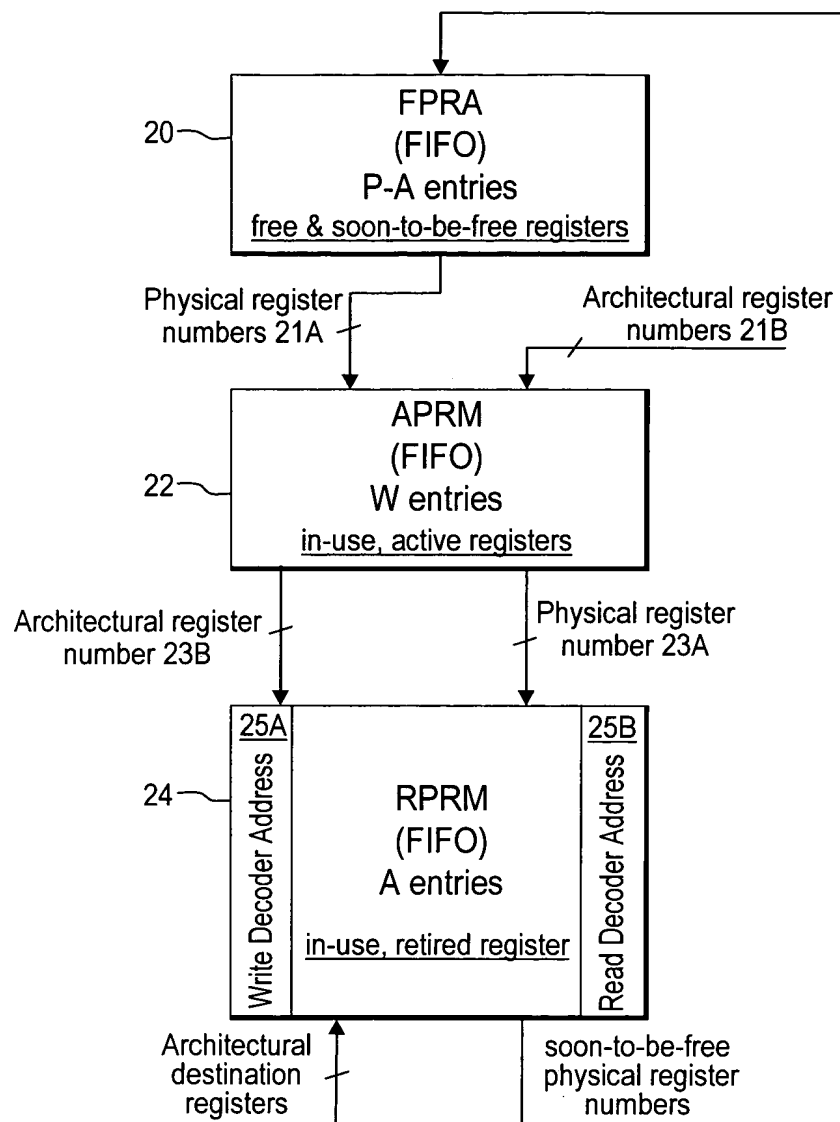 FPRA
(FIFO)
P-A entries
free & soon-to-be-free registers
20
Physical register
numbers 21A
Architectural register
numbers 21B
APRM
(FIFO)
W entries
in-use, active registers
22
Architectural register
number 23B
Physical register
number 23A
25A
Write Decoder Address
24
RPRM
(FIFO)
A entries
in-use, retired register
25B
Read Decoder Address
Architectural
destination
registers
soon-to-be-free
physical register
numbers